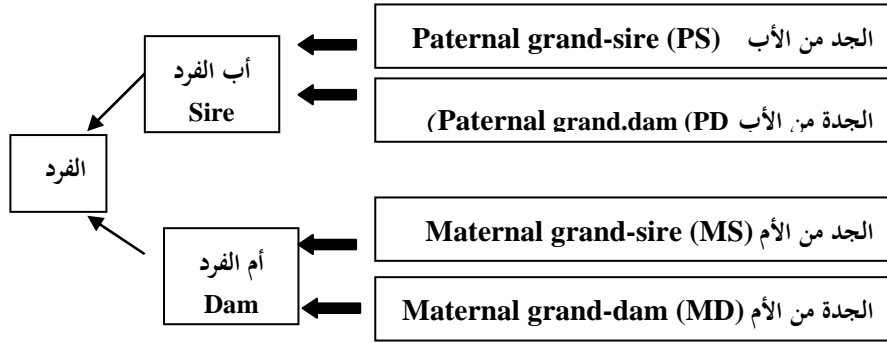 الجد من الأب Paternal grand-sire (PS)
أب الفرد
Sire
الجدة من الأب Paternal grand.dam (PD)
الفرد
الجد من الأم Maternal grand-sire (MS)
أم الفرد
Dam
الجدة من الأم Maternal grand-dam (MD)